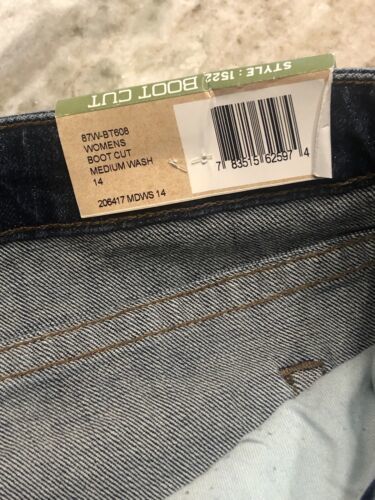 STYLE: 1522 BOOT CUT
87W-BT608
WOMENS
BOOT CUT
MEDIUM WASH
14
206417 MDWS 14
7 83515 62597 4